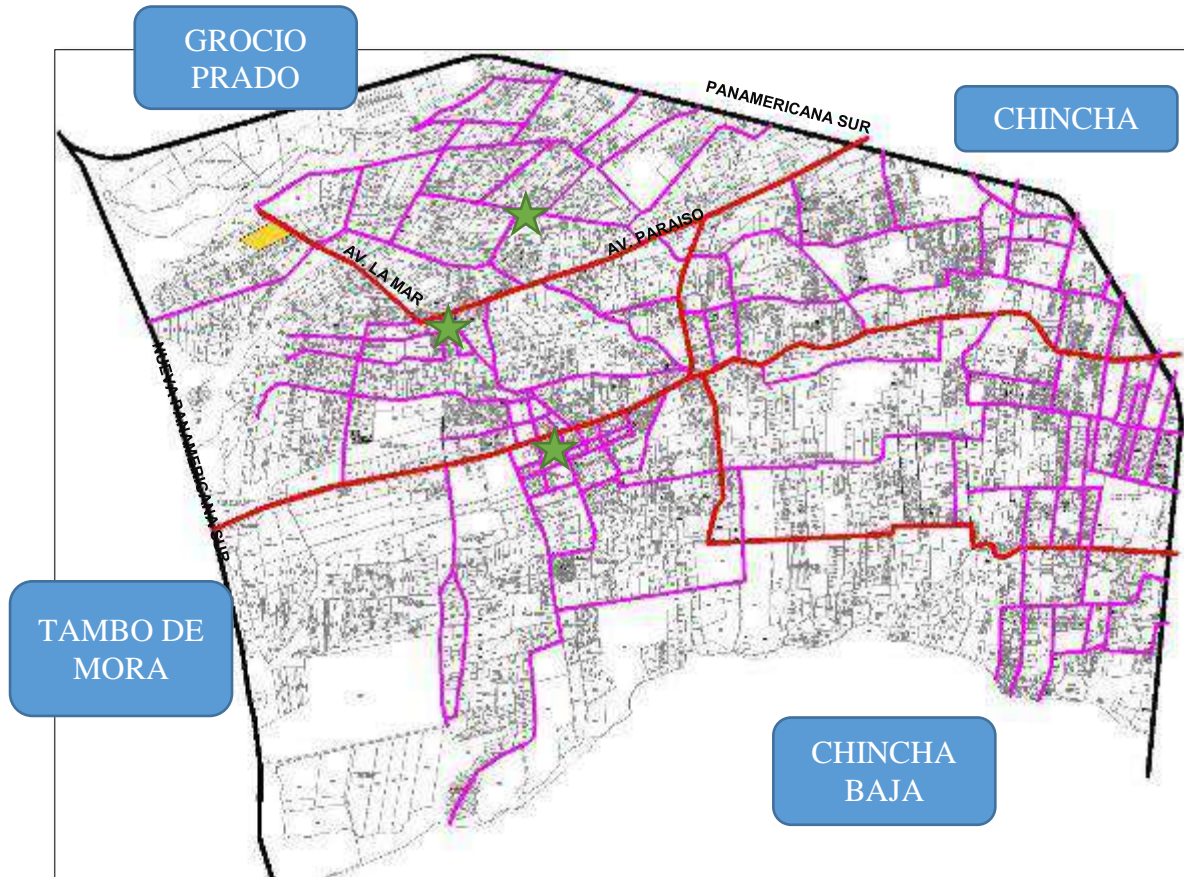 GROCIO
PRADO
PANAMERICANA SUR
CHINCHA
AV. PARAISO
AV. LA MAR
NUEVA PANAMERICANA SUR
TAMBO DE
MORA
CHINCHA
BAJA